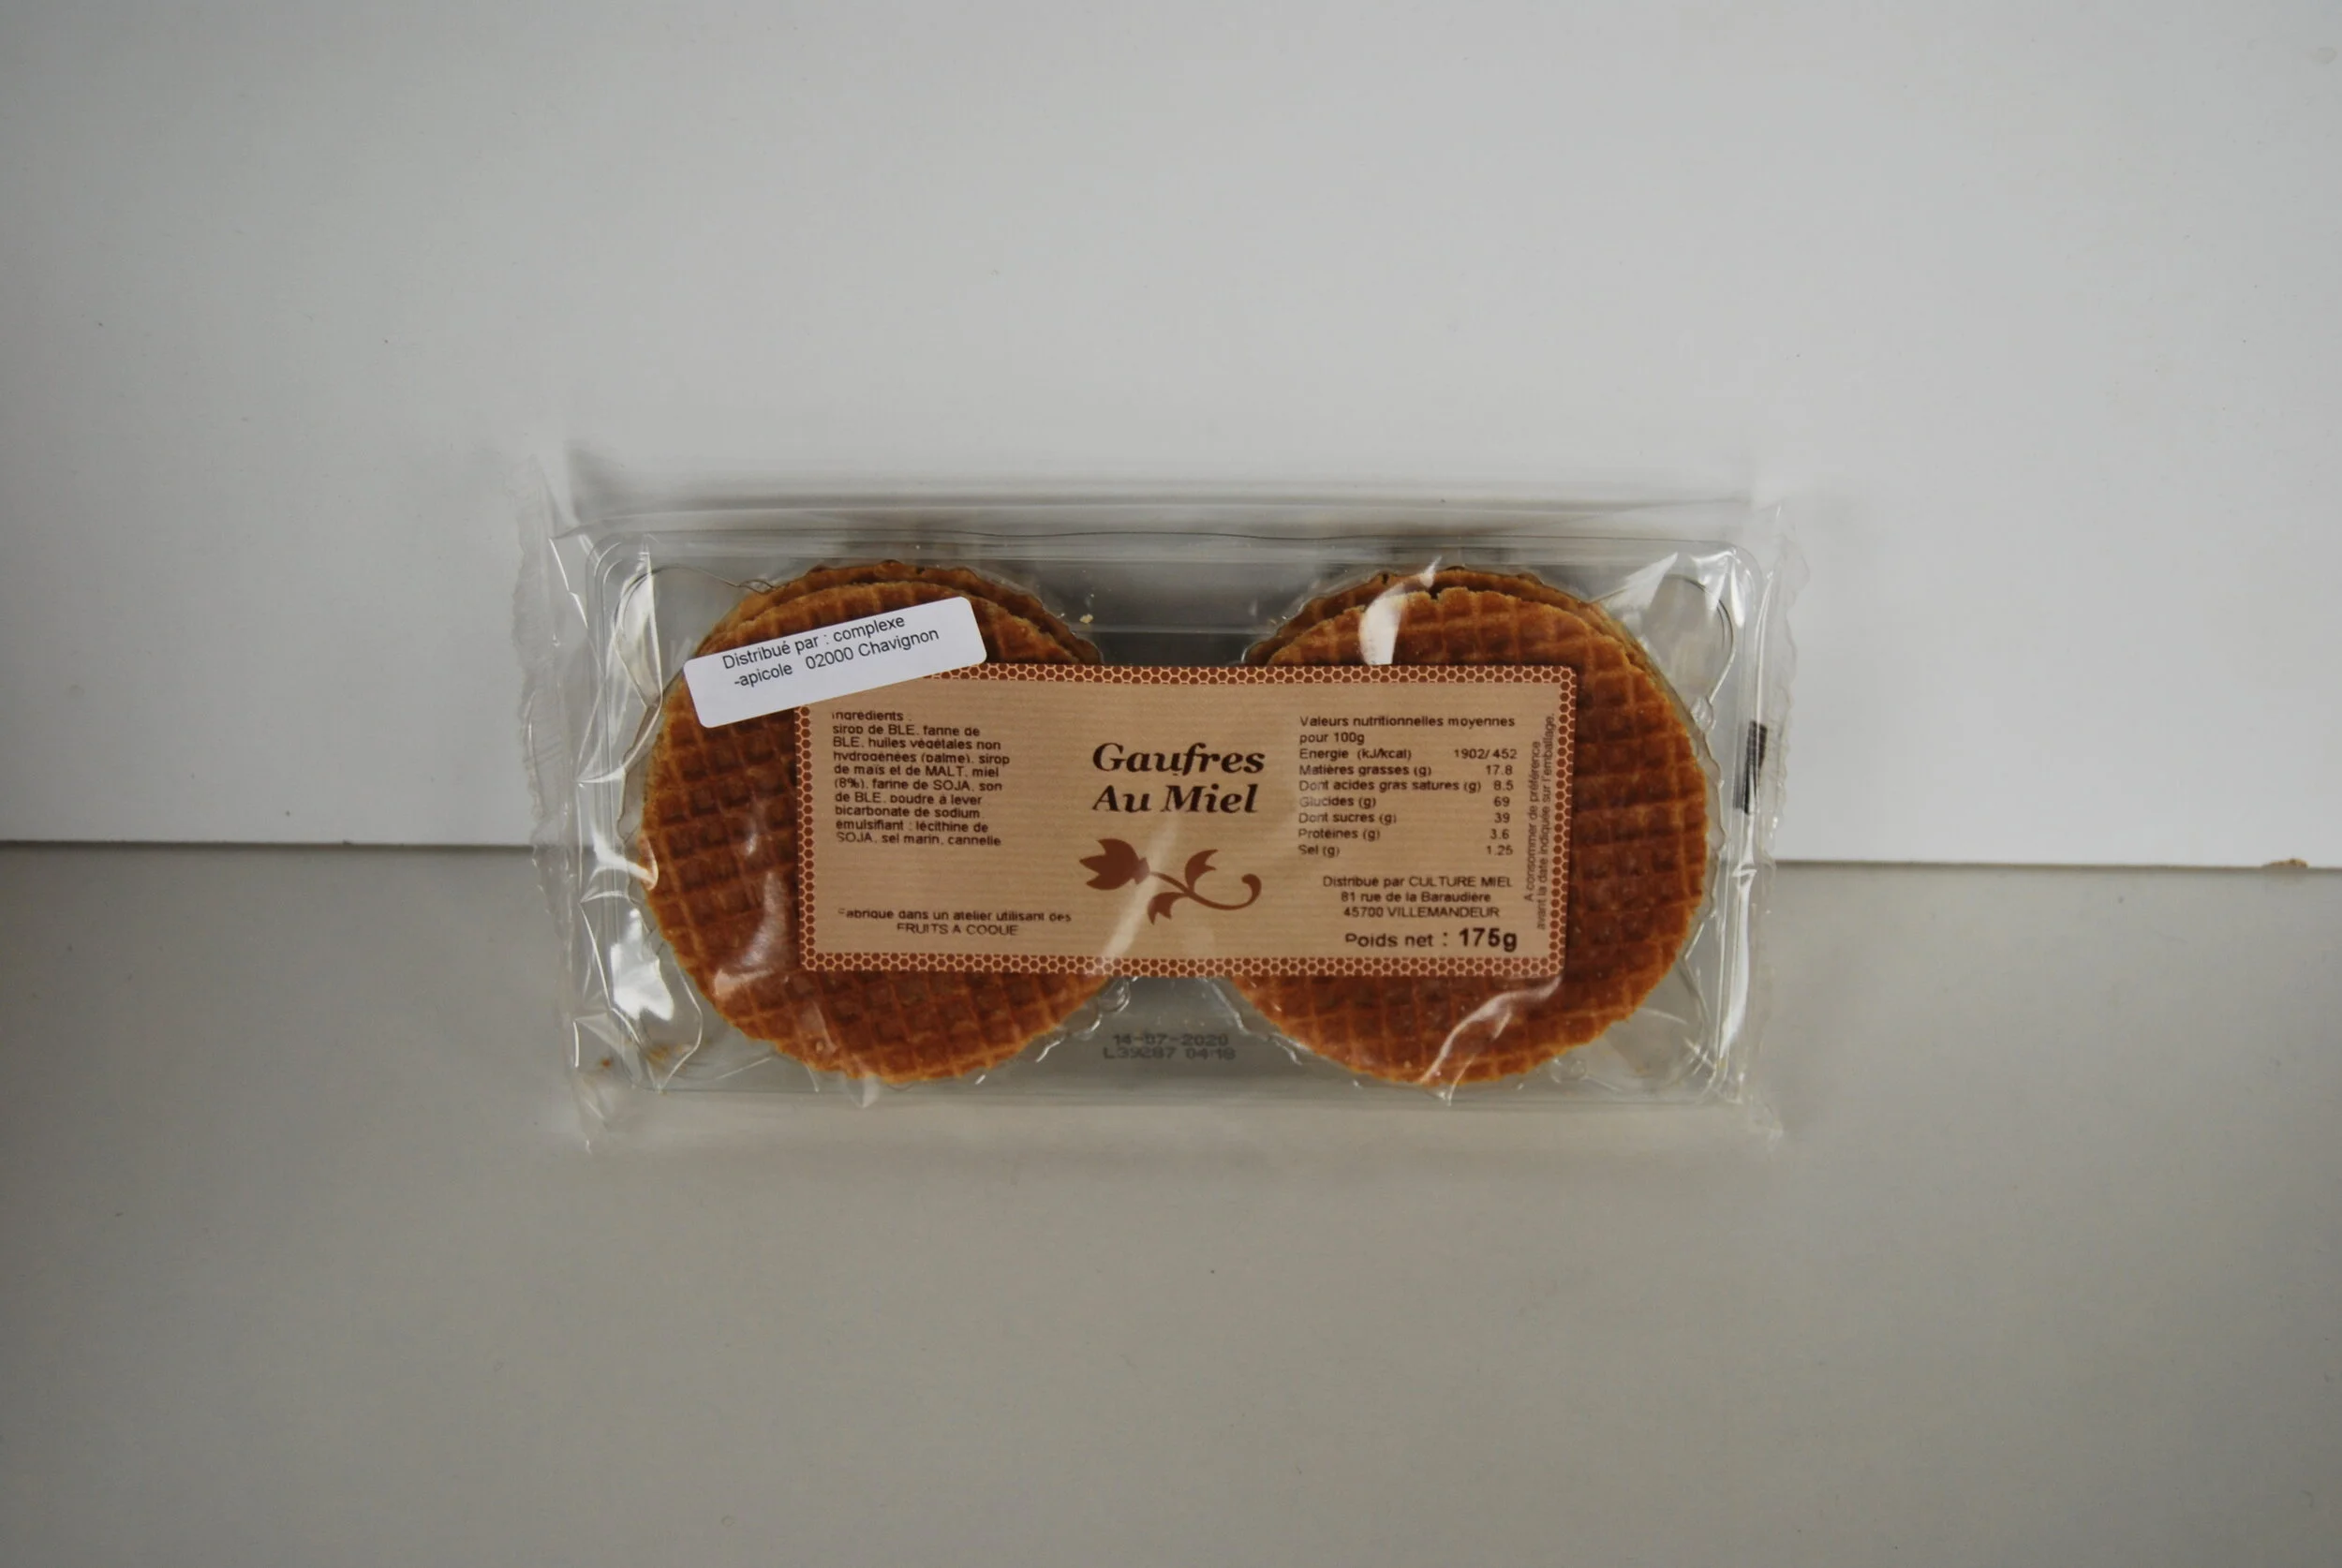 Distribué par : complexe
-apicole 02000 Chavignon
ingrédients :
sirop de BLE, farine de
BLE, huiles végétales non
hydrogénées (palme), sirop
de maïs et de MALT, miel
(8%), farine de SOJA, son
de BLE, poudre à lever
bicarbonate de sodium
émulsifiant : lécithine de
SOJA, sel marin, cannelle
Fabrique dans un atelier utilisant des
FRUITS A COQUE
Gaufres
Au Miel
Valeurs nutritionnelles moyennes
pour 100g
Energie (kJ/kcal) 1902/ 452
Matières grasses (g) 17.8
Dont acides gras satures (g) 8.5
Glucides (g) 69
Dont sucres (g) 39
Protéines (g) 3.6
Sel (g) 1.25
Distribué par CULTURE MIEL
81 rue de la Baraudière
45700 VILLEMANDEUR
Poids net : 175g
A consommer de préférence
avant la date indiquée sur l'emballage.
14-07-2020
L39287 04:18